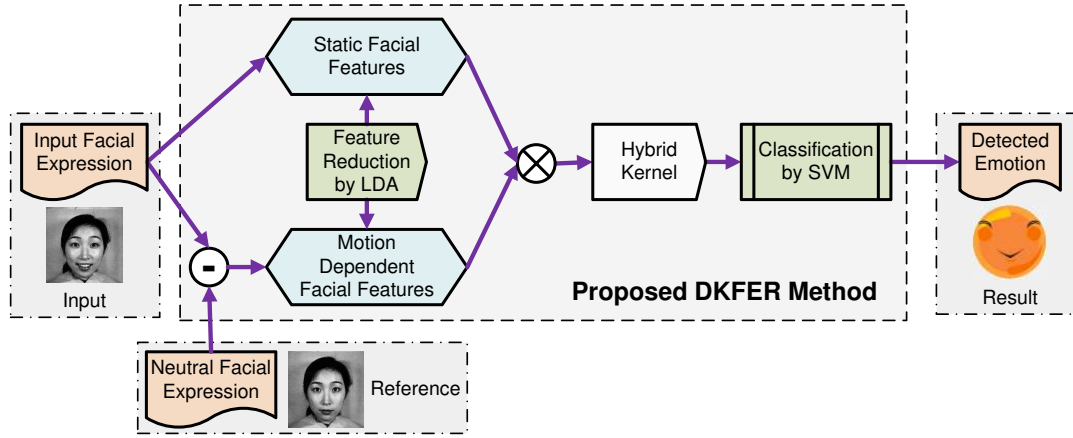 Static Facial
Features
Input Facial
Expression
Feature
Reduction
by LDA
Hybrid
Kernel
Classification
by SVM
Detected
Emotion
-
Motion
Dependent
Facial Features
Input
Proposed DKFER Method
Result
Neutral Facial
Expression
Reference